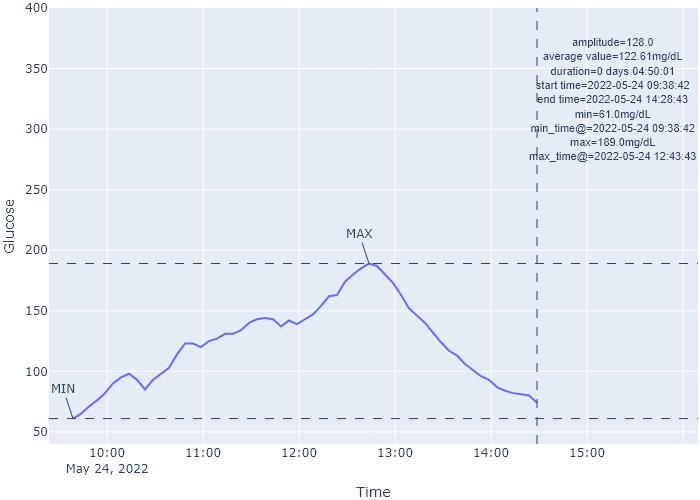 400
350
300
250
200
150
100
50
Glucose
amplitude=128.0
average value=122.61mg/dL
duration=0 days 04:50:01
start time=2022-05-24 09:38:42
end time=2022-05-24 14:28:43
min=61.0mg/dL
min_time@=2022-05-24 09:38:42
max=189.0mg/dL
max_time@=2022-05-24 12:43:43
MAX
MIN
10:00 11:00 12:00 13:00 14:00 15:00
May 24, 2022
Time